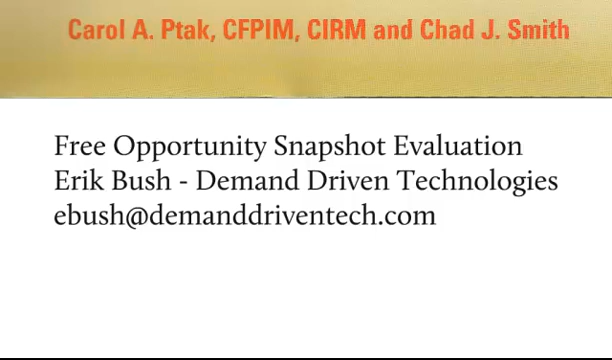 Carol A. Ptak, CFPIM, CIRM and Chad J. Smith
Free Opportunity Snapshot Evaluation
Erik Bush - Demand Driven Technologies
ebush@demanddriventech.com